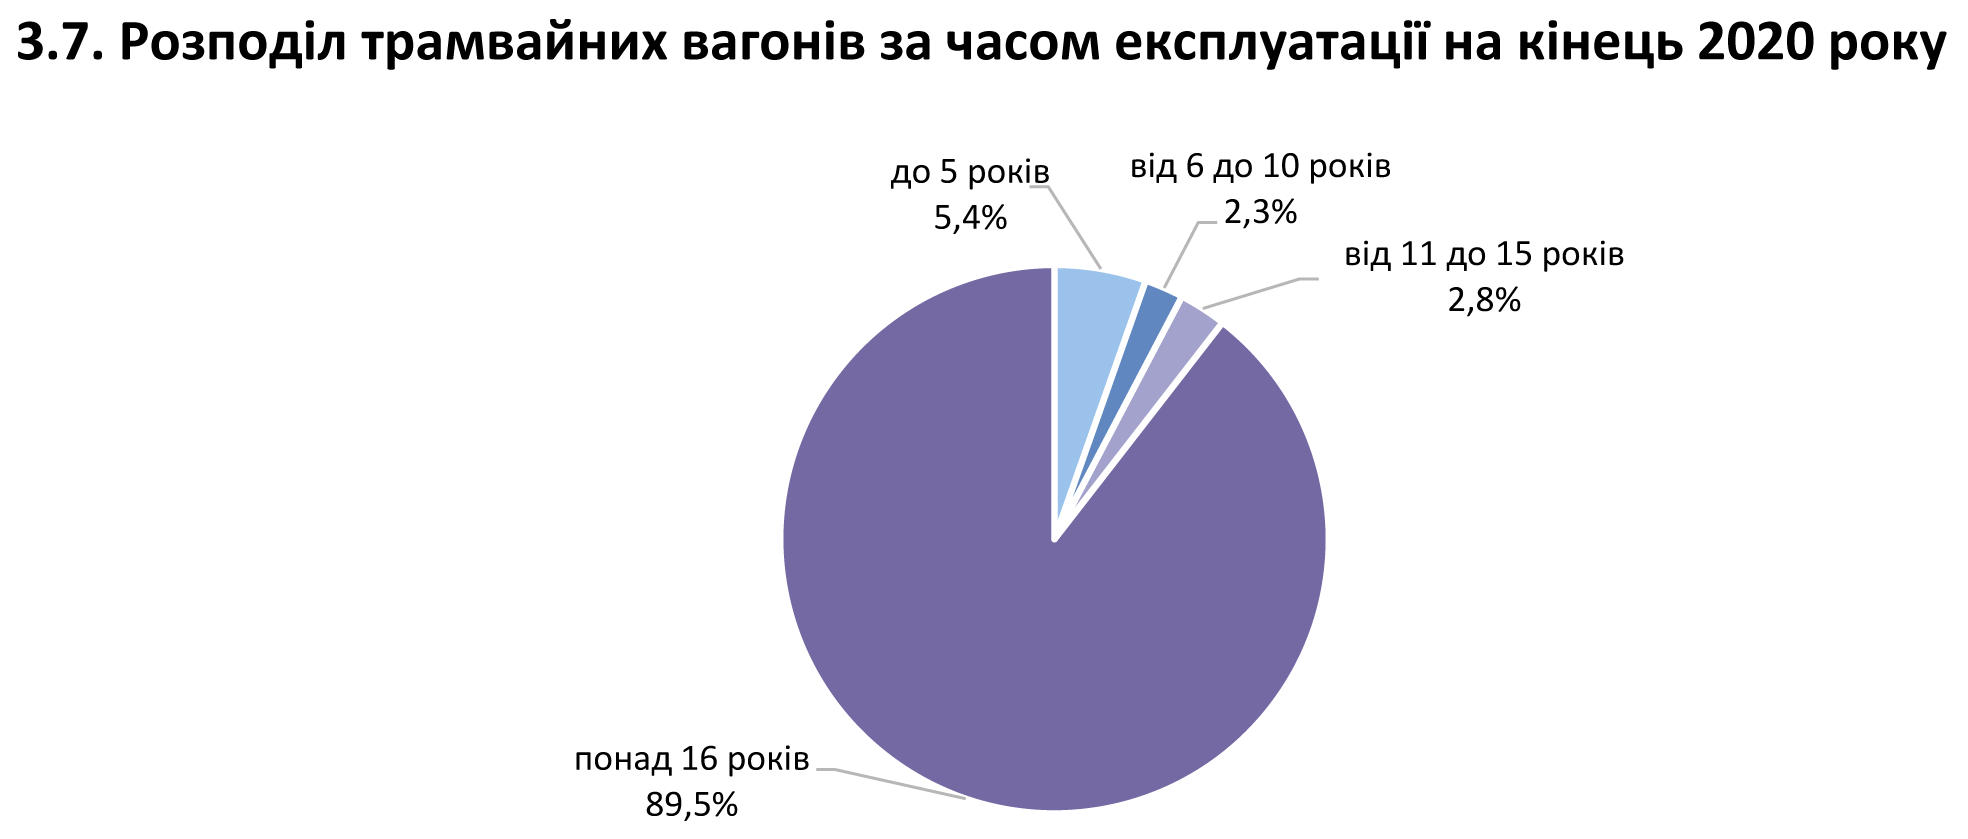 3.7. Розподіл трамвайних вагонів за часом експлуатації на кінець 2020 року
до 5 років
5,4%
від 6 до 10 років
2,3%
від 11 до 15 років
2,8%
понад 16 років
89,5%